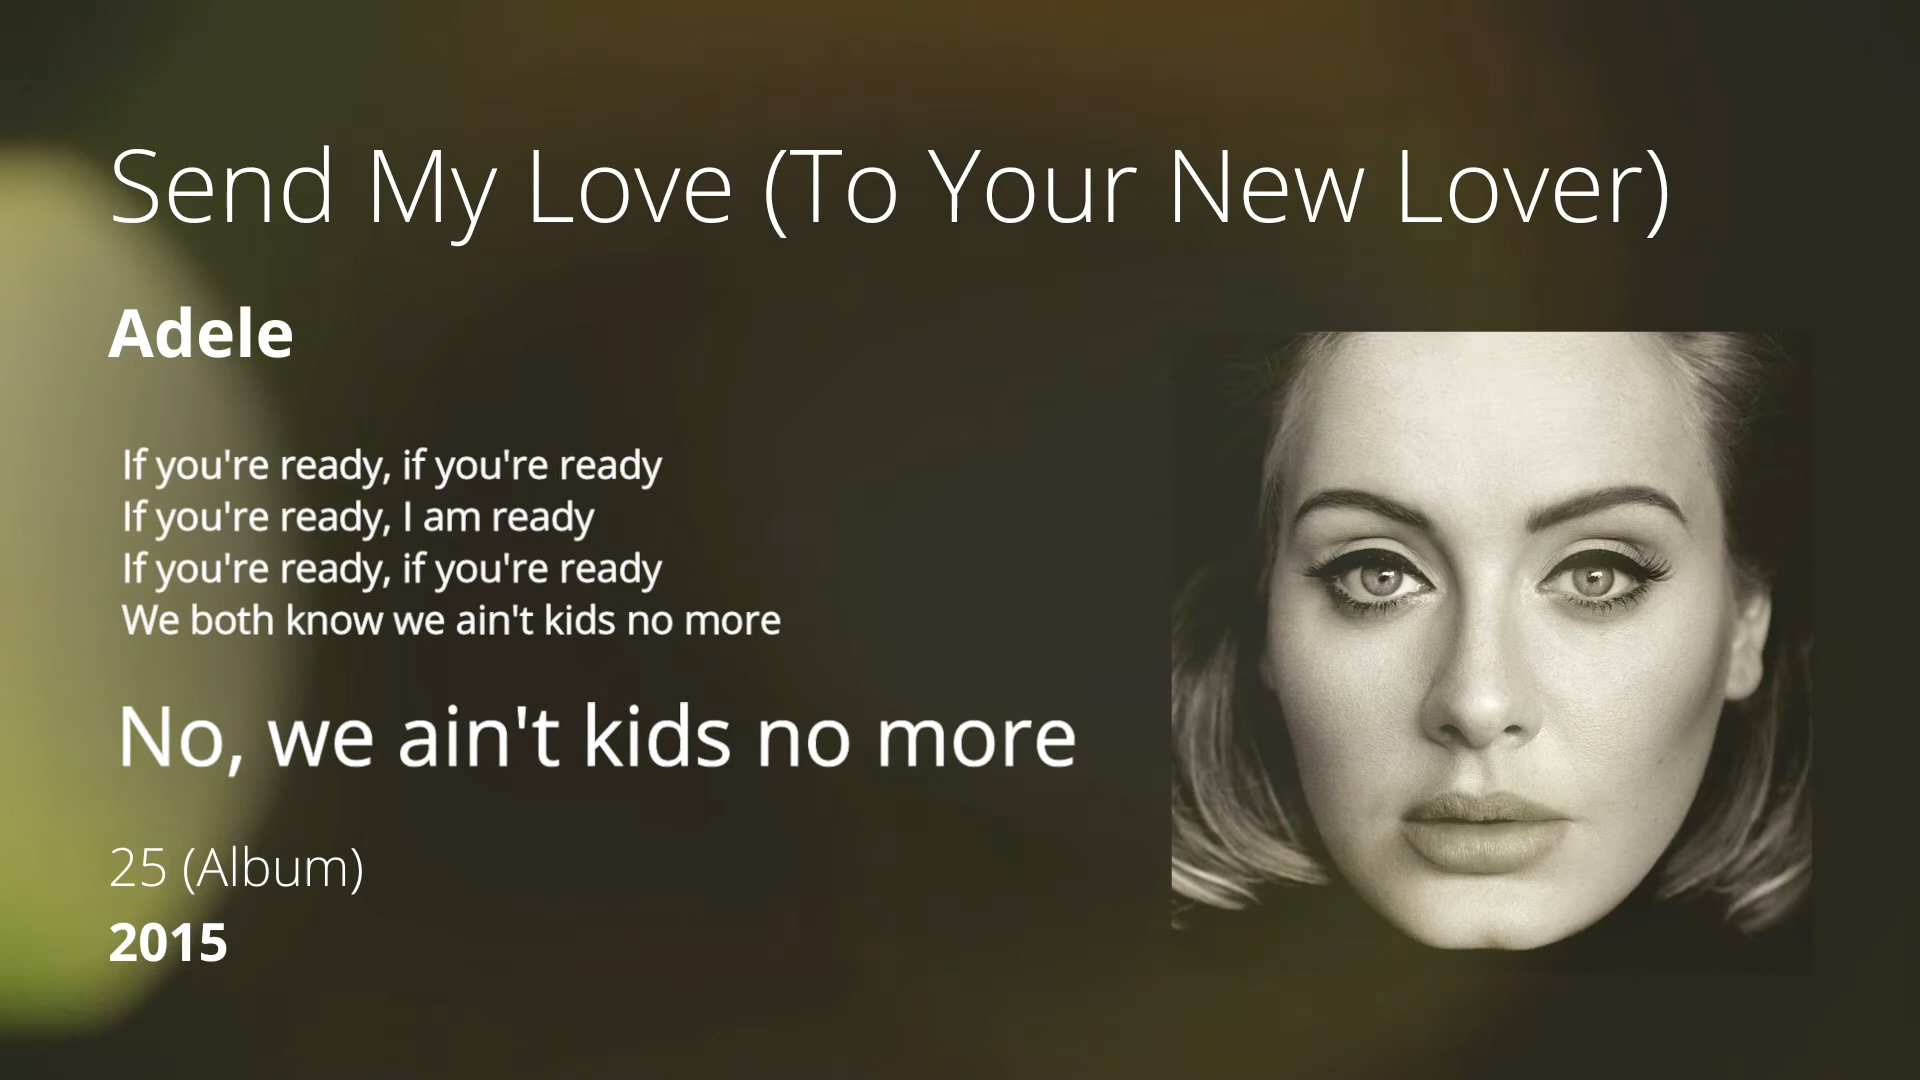 Send My Love (To Your New Lover)
Adele
If you're ready, if you're ready
If you're ready, I am ready
If you're ready, if you're ready
We both know we ain't kids no more
No, we ain't kids no more
25 (Album)
2015